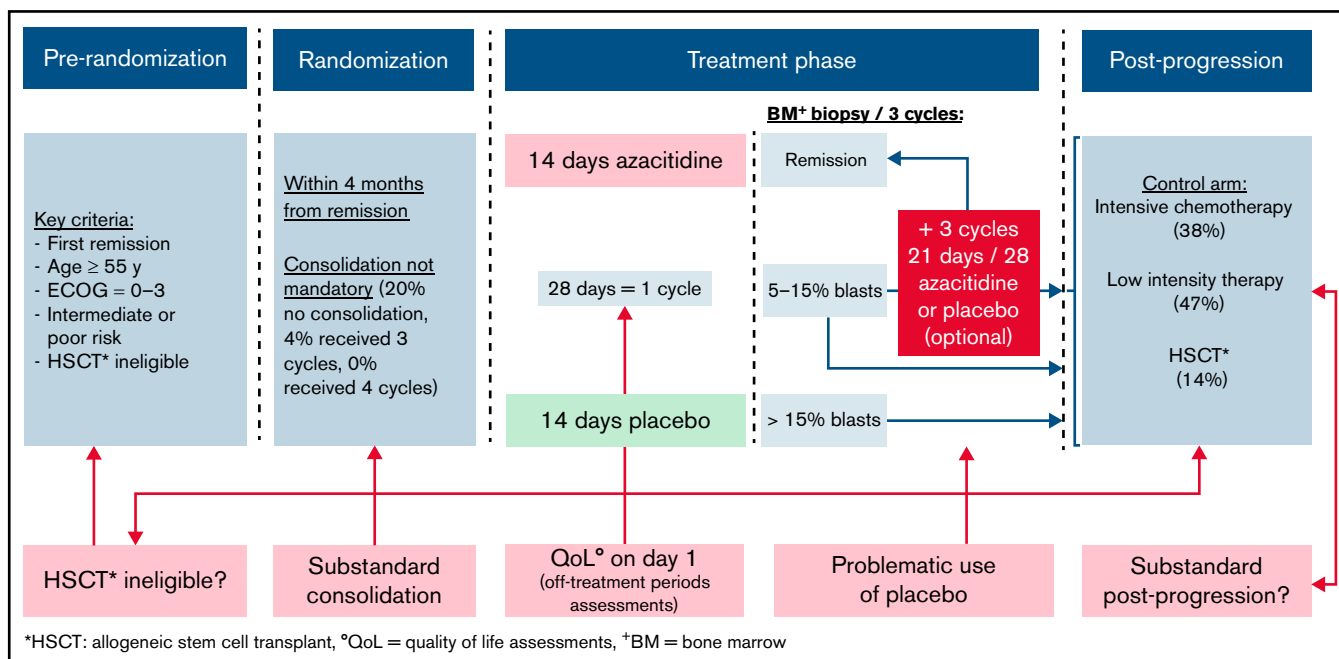 Pre-randomization
Randomization
Treatment phase
Post-progression
Key criteria:
- First remission
- Age ≥ 55 y
- ECOG = 0–3
- Intermediate or
poor risk
- HSCT* ineligible
Within 4 months
from remission
Consolidation not
mandatory (20%
no consolidation,
4% received 3
cycles, 0%
received 4 cycles)
14 days azacitidine
28 days = 1 cycle
14 days placebo
BM⁺ biopsy / 3 cycles:
Remission
5–15% blasts
> 15% blasts
+ 3 cycles
21 days / 28
azacitidine
or placebo
(optional)
Control arm:
Intensive chemotherapy
(38%)
Low intensity therapy
(47%)
HSCT*
(14%)
HSCT* ineligible?
Substandard
consolidation
QoL° on day 1
(off-treatment periods
assessments)
Problematic use
of placebo
Substandard
post-progression?
*HSCT: allogeneic stem cell transplant, °QoL = quality of life assessments, ⁺BM = bone marrow